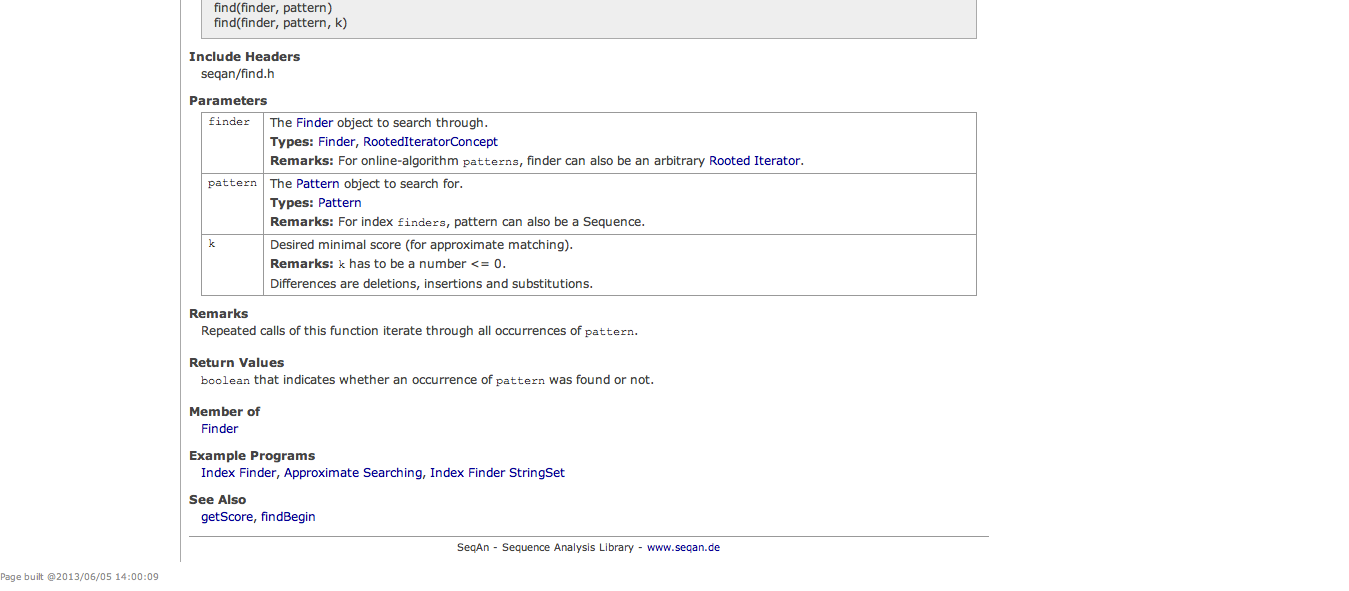 find(finder, pattern)
find(finder, pattern, k)
Include Headers
seqan/find.h
Parameters
finder
The Finder object to search through.
Types: Finder, RootedIteratorConcept
Remarks: For online-algorithm patterns, finder can also be an arbitrary Rooted Iterator.
pattern
The Pattern object to search for.
Types: Pattern
Remarks: For index finders, pattern can also be a Sequence.
k
Desired minimal score (for approximate matching).
Remarks: k has to be a number <= 0.
Differences are deletions, insertions and substitutions.
Remarks
Repeated calls of this function iterate through all occurrences of pattern.
Return Values
boolean that indicates whether an occurrence of pattern was found or not.
Member of
Finder
Example Programs
Index Finder, Approximate Searching, Index Finder StringSet
See Also
getScore, findBegin
SeqAn - Sequence Analysis Library - www.seqan.de
Page built @2013/06/05 14:00:09